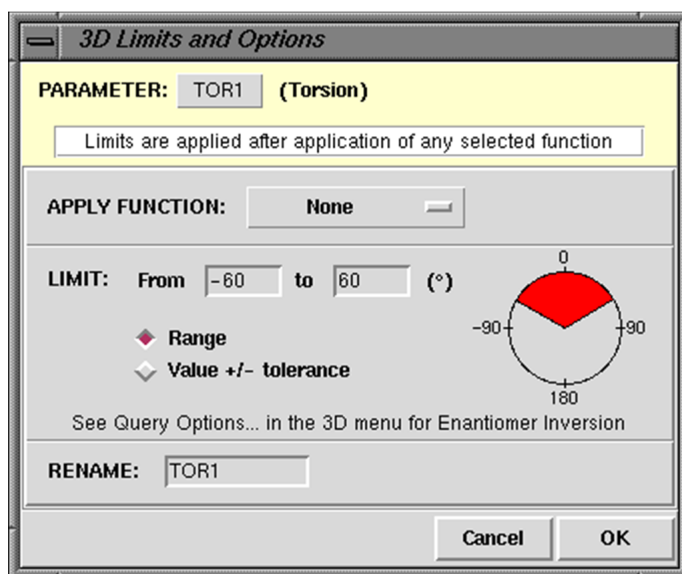 3D Limits and Options
PARAMETER: TOR1 (Torsion)
Limits are applied after application of any selected function
APPLY FUNCTION: None
LIMIT: From -60 to 60 (°)
0
-90 90
180
Range
Value +/- tolerance
See Query Options... in the 3D menu for Enantiomer Inversion
RENAME: TOR1
Cancel OK